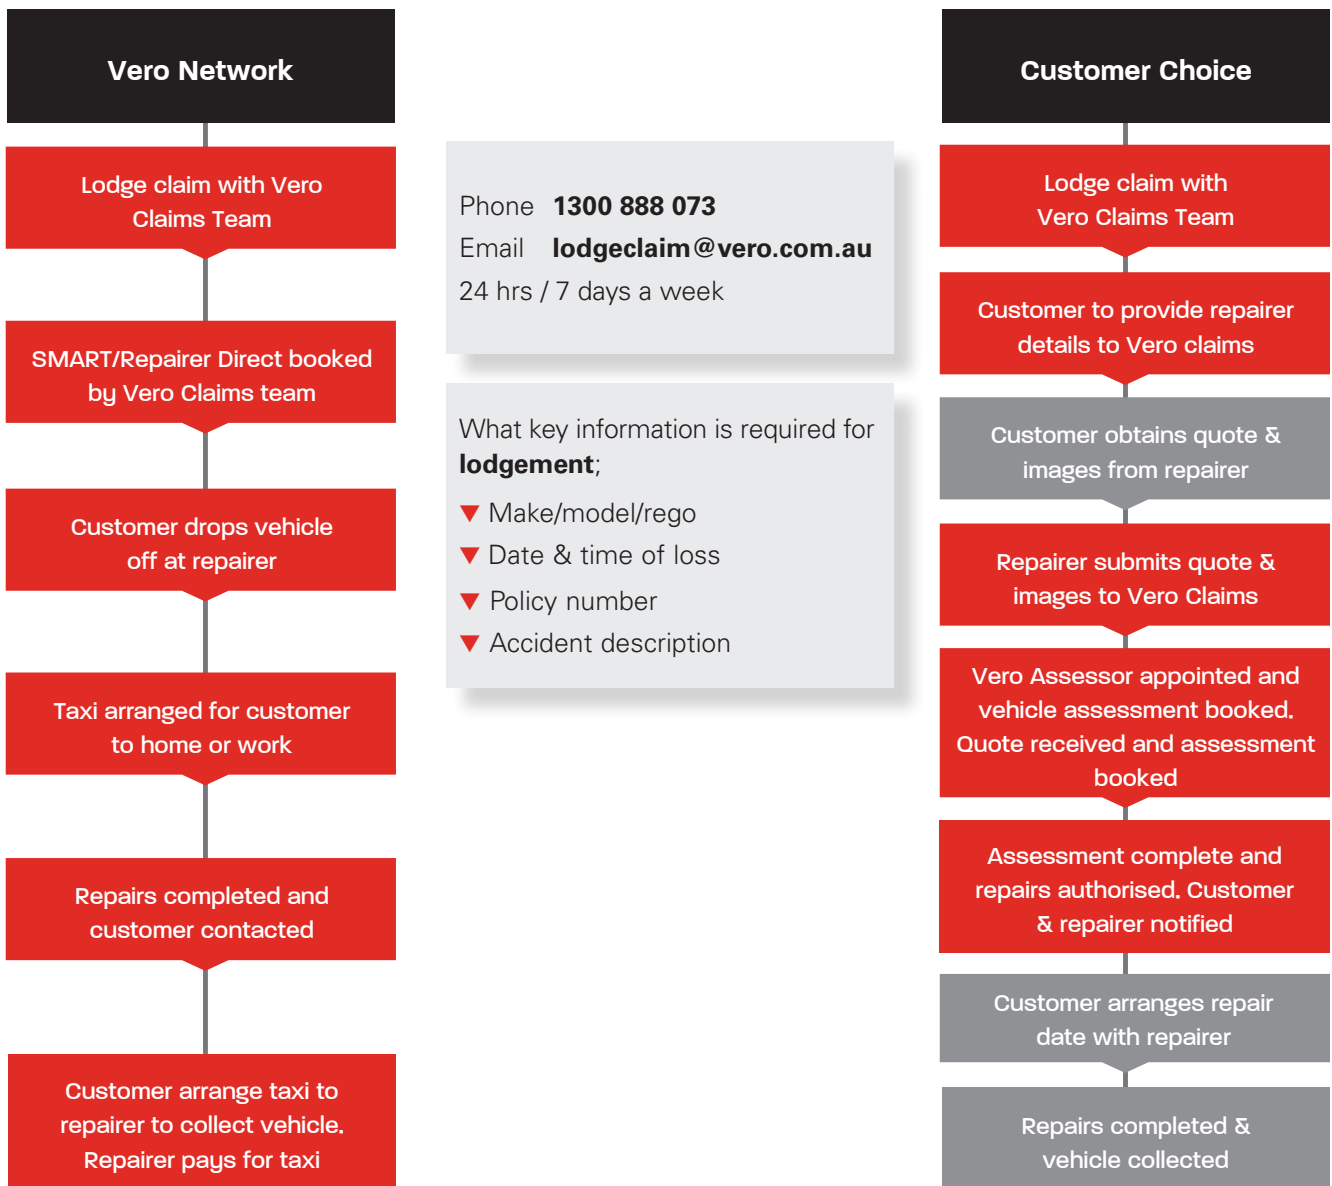 Vero Network
Lodge claim with Vero
Claims Team
SMART/Repairer Direct booked
by Vero Claims team
Customer drops vehicle
off at repairer
Taxi arranged for customer
to home or work
Repairs completed and
customer contacted
Customer arrange taxi to
repairer to collect vehicle.
Repairer pays for taxi
Phone 1300 888 073
Email lodgeclaim@vero.com.au
24 hrs / 7 days a week
What key information is required for
lodgement;
▼ Make/model/rego
▼ Date & time of loss
▼ Policy number
▼ Accident description
Customer Choice
Lodge claim with
Vero Claims Team
Customer to provide repairer
details to Vero claims
Customer obtains quote &
images from repairer
Repairer submits quote &
images to Vero Claims
Vero Assessor appointed and
vehicle assessment booked.
Quote received and assessment
booked
Assessment complete and
repairs authorised. Customer
& repairer notified
Customer arranges repair
date with repairer
Repairs completed &
vehicle collected